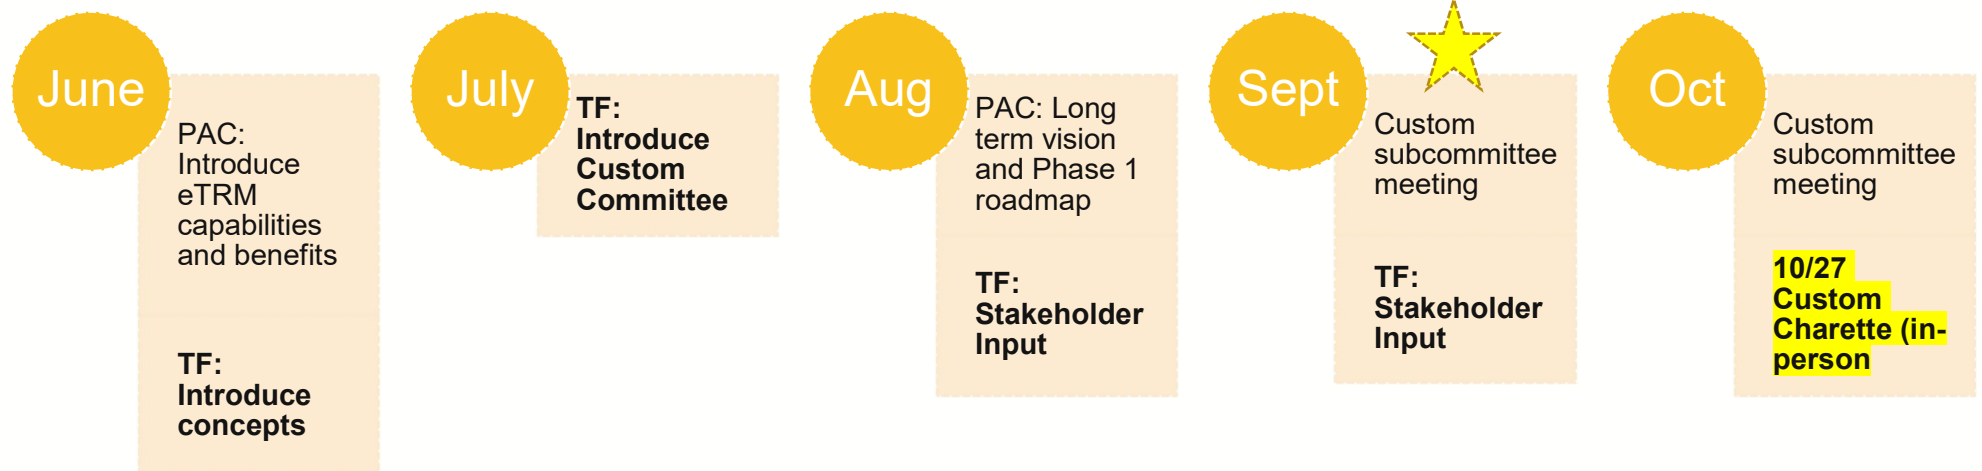 June
PAC:
Introduce
eTRM
capabilities
and benefits
TF:
Introduce
concepts
July
TF:
Introduce
Custom
Committee
Aug
PAC: Long
term vision
and Phase 1
roadmap
TF:
Stakeholder
Input
Sept
Custom
subcommittee
meeting
TF:
Stakeholder
Input
Oct
Custom
subcommittee
meeting
10/27
Custom
Charette (in-
person